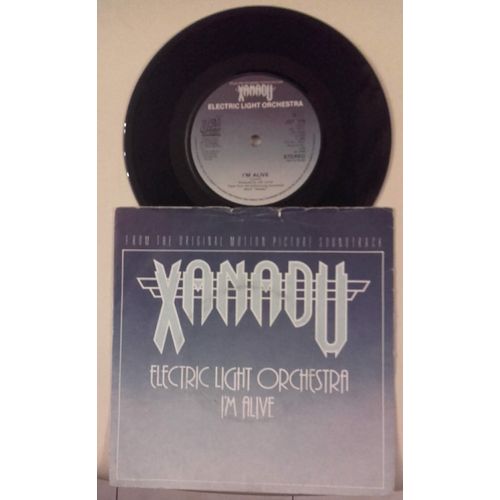 XANADU
ELECTRIC LIGHT ORCHESTRA
STEREO
I'M ALIVE
FROM THE ORIGINAL MOTION PICTURE SOUNDTRACK
XANADU
ELECTRIC LIGHT ORCHESTRA
I'M ALIVE